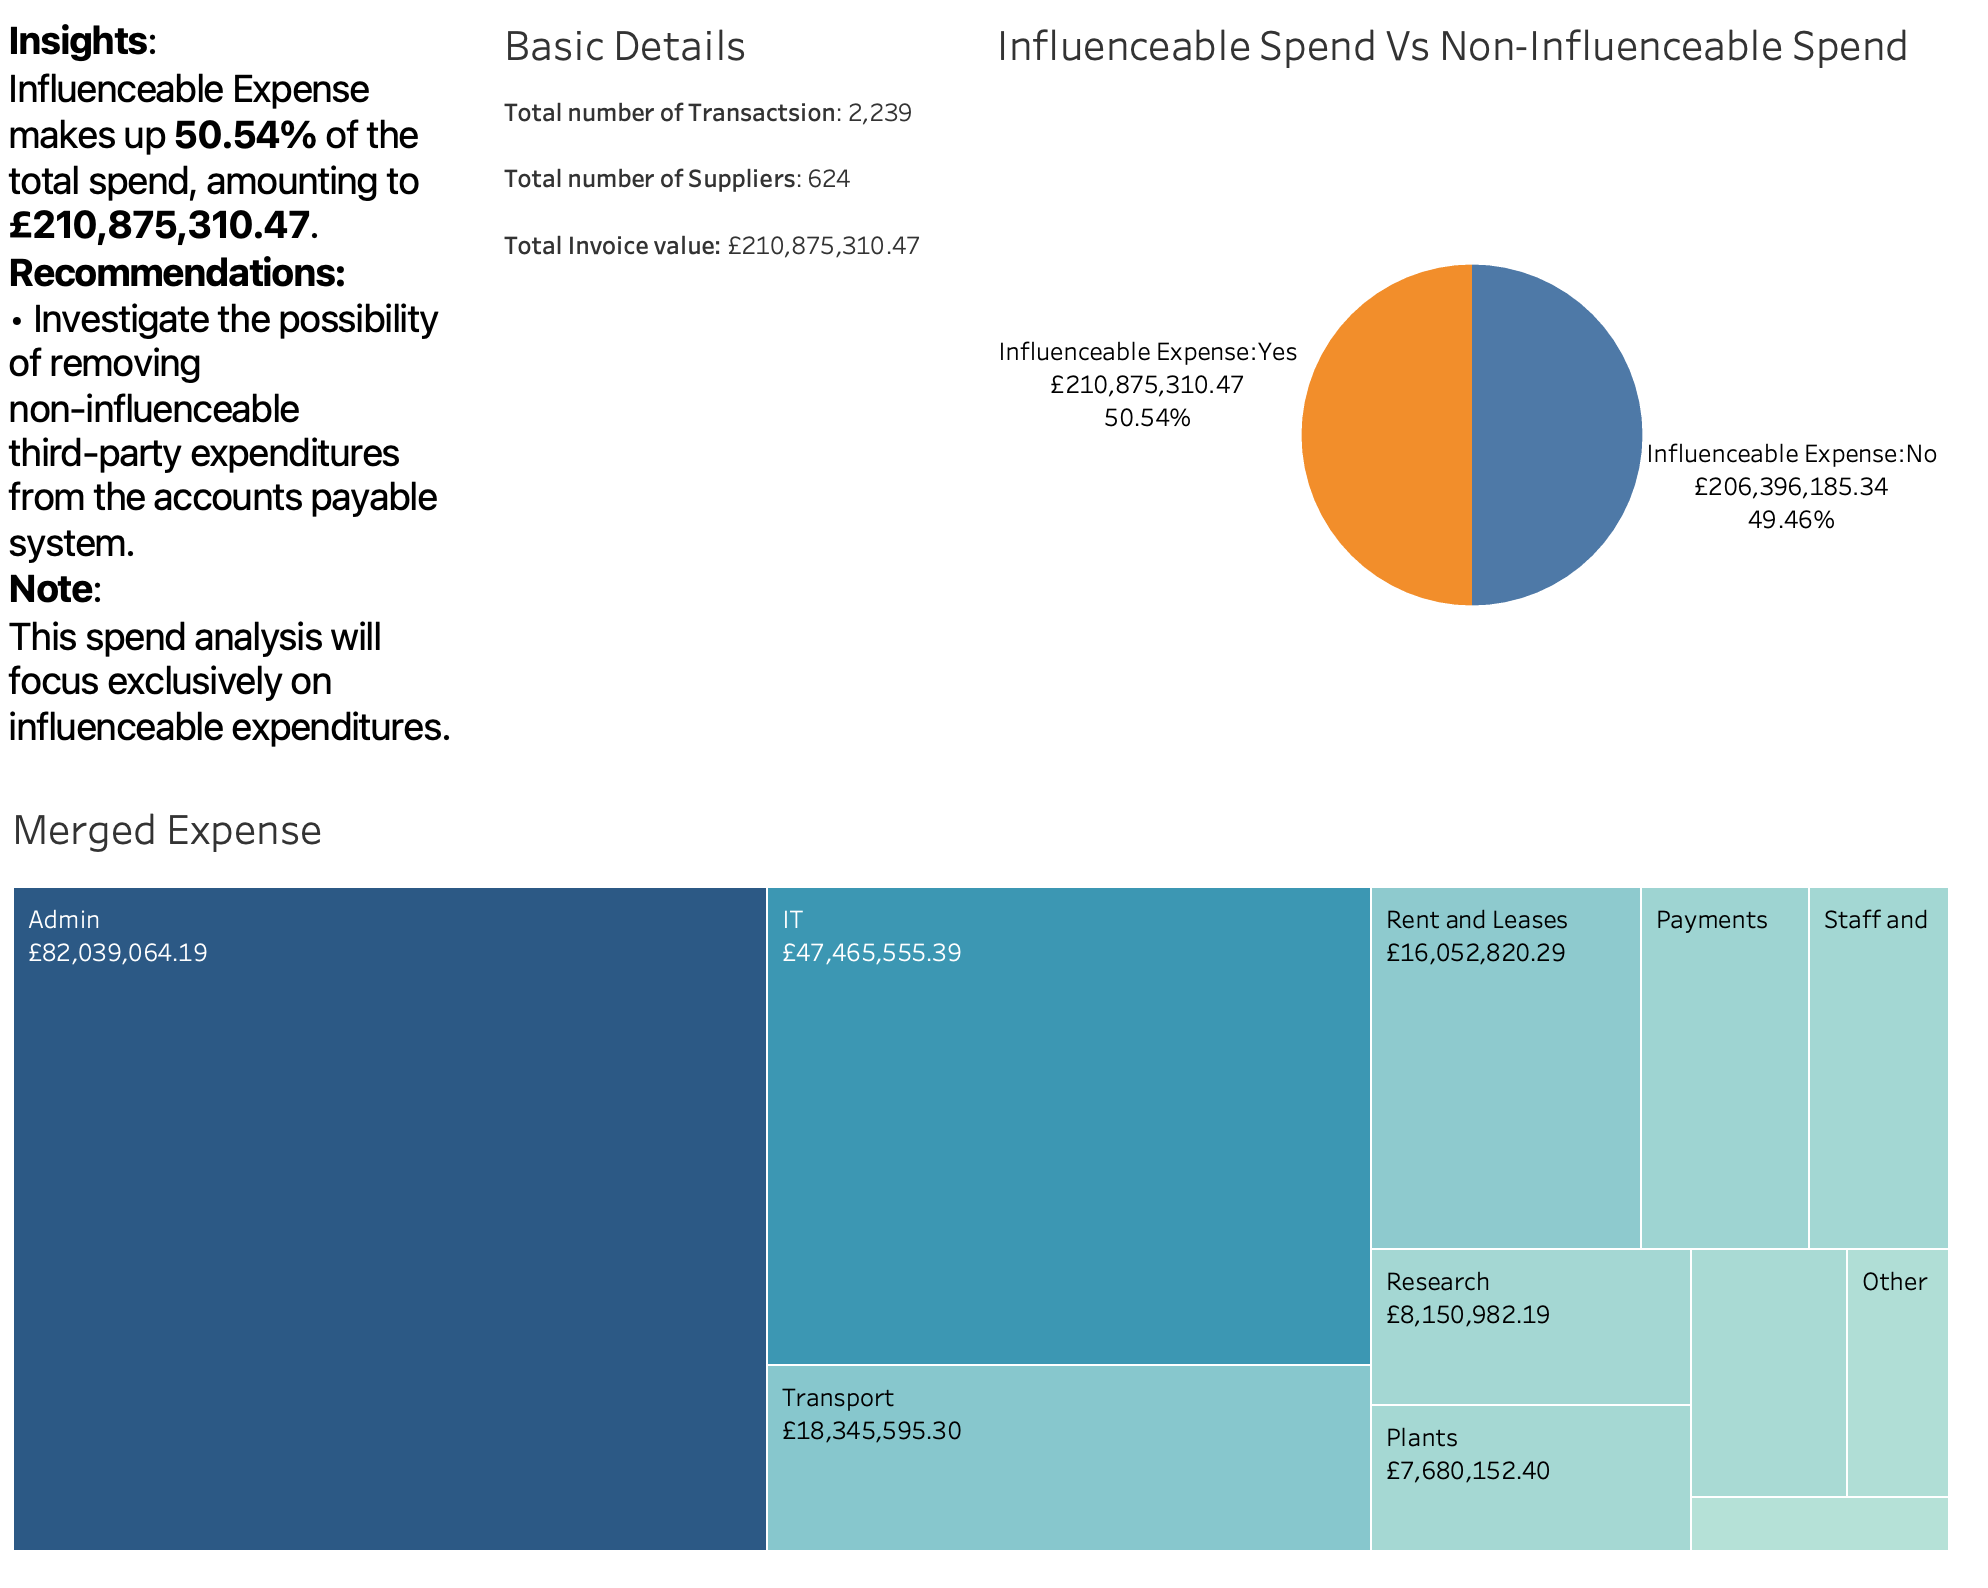 Insights:
Influenceable Expense
makes up 50.54% of the
total spend, amounting to
£210,875,310.47.
Recommendations:
• Investigate the possibility
of removing
non-influenceable
third-party expenditures
from the accounts payable
system.
Note:
This spend analysis will
focus exclusively on
influenceable expenditures.
Basic Details
Total number of Transactsion: 2,239
Total number of Suppliers: 624
Total Invoice value: £210,875,310.47
Influenceable Spend Vs Non-Influenceable Spend
Influenceable Expense:Yes
£210,875,310.47
50.54%
Influenceable Expense:No
£206,396,185.34
49.46%
Merged Expense
Admin
£82,039,064.19
IT
£47,465,555.39
Transport
£18,345,595.30
Rent and Leases
£16,052,820.29
Payments
Staff and
Research
£8,150,982.19
Plants
£7,680,152.40
Other